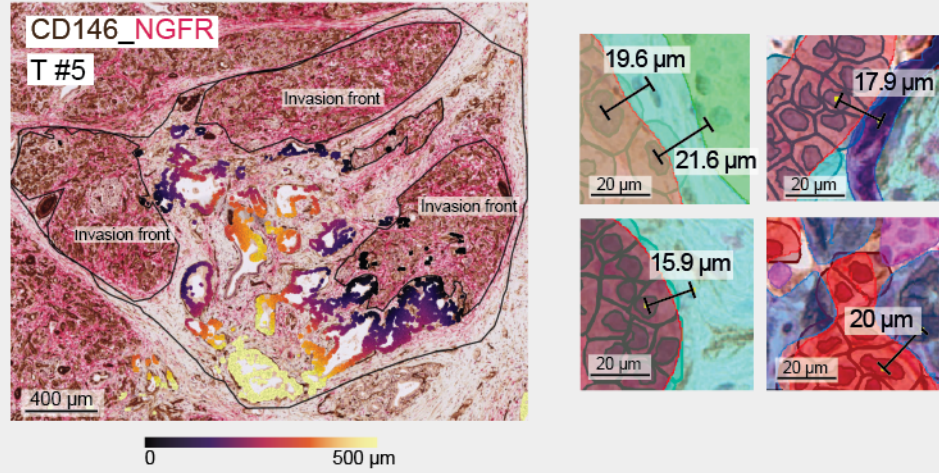 CD146_NGFR
T #5
Invasion front
Invasion front
Invasion front
400 µm
0
500 µm
19.6 µm
21.6 µm
20 µm
17.9 µm
20 µm
15.9 µm
20 µm
20 µm
20 µm